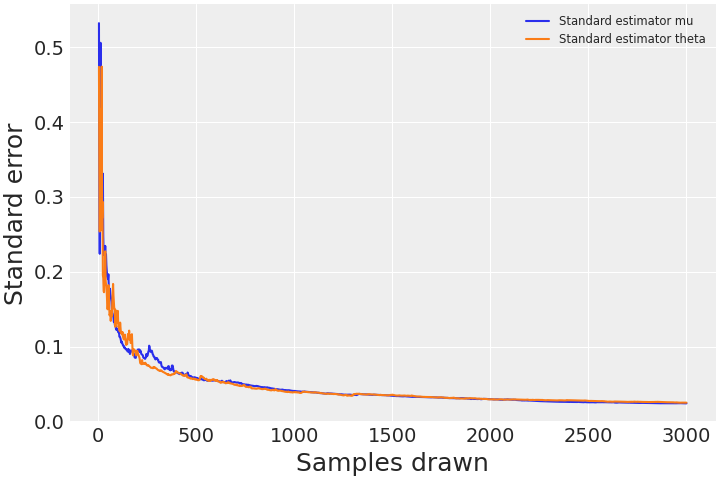 Standard estimator mu
Standard estimator theta
0.5
0.4
0.3
0.2
0.1
0.0
Standard error
0 500 1000 1500 2000 2500 3000
Samples drawn